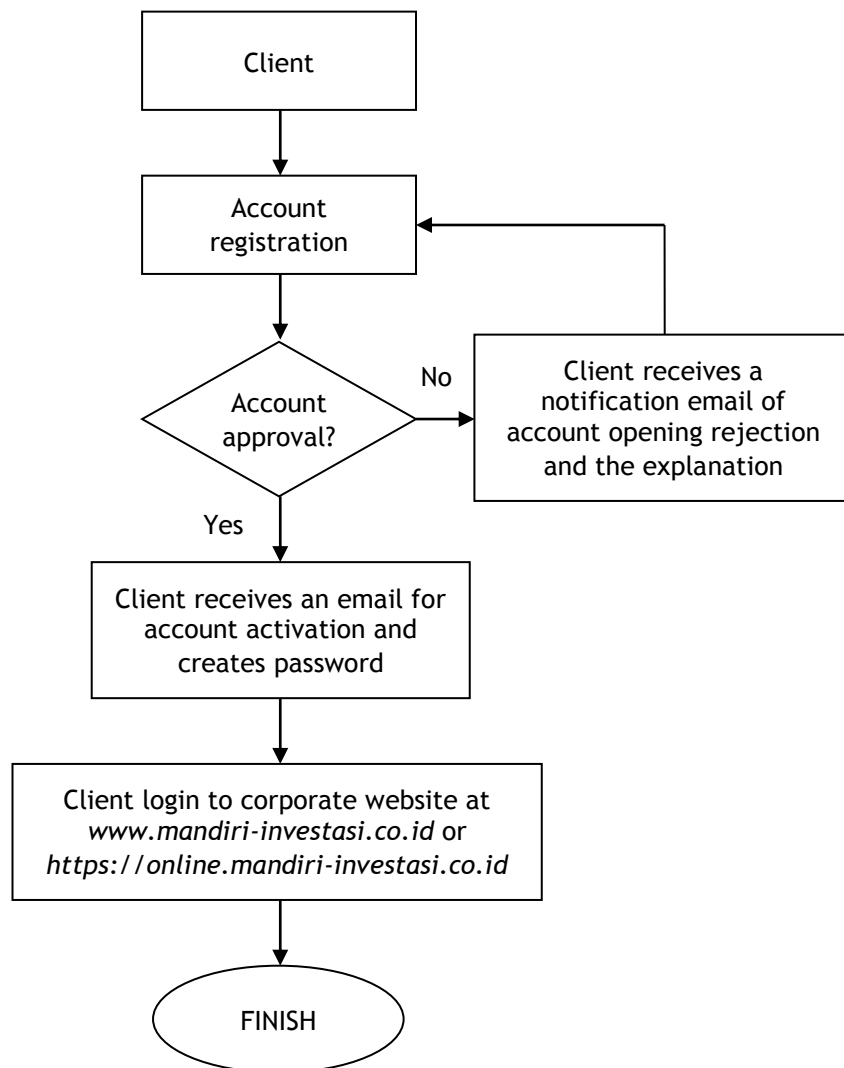 Client
Account
registration
Account
approval?
No
Client receives a
notification email of
account opening rejection
and the explanation
Yes
Client receives an email for
account activation and
creates password
Client login to corporate website at
www.mandiri-investasi.co.id or
https://online.mandiri-investasi.co.id
FINISH